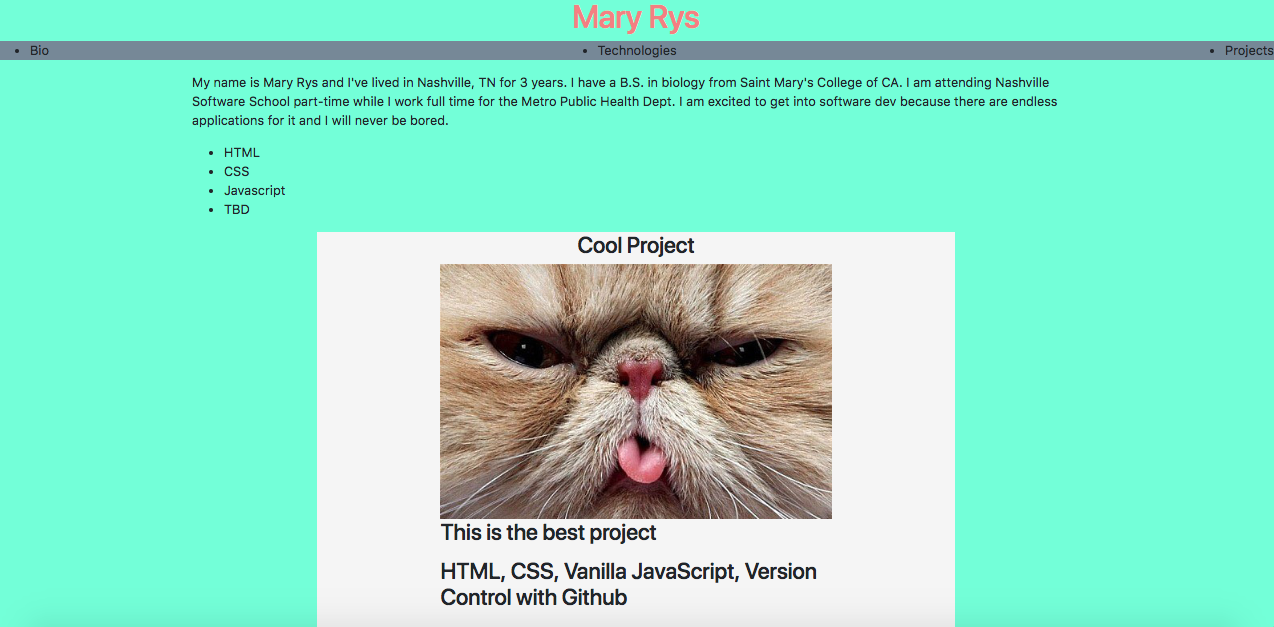 Mary Rys
Bio Technologies Projects
My name is Mary Rys and I've lived in Nashville, TN for 3 years. I have a B.S. in biology from Saint Mary's College of CA. I am attending Nashville
Software School part-time while I work full time for the Metro Public Health Dept. I am excited to get into software dev because there are endless
applications for it and I will never be bored.
HTML
CSS
Javascript
TBD
Cool Project
This is the best project
HTML, CSS, Vanilla JavaScript, Version
Control with Github